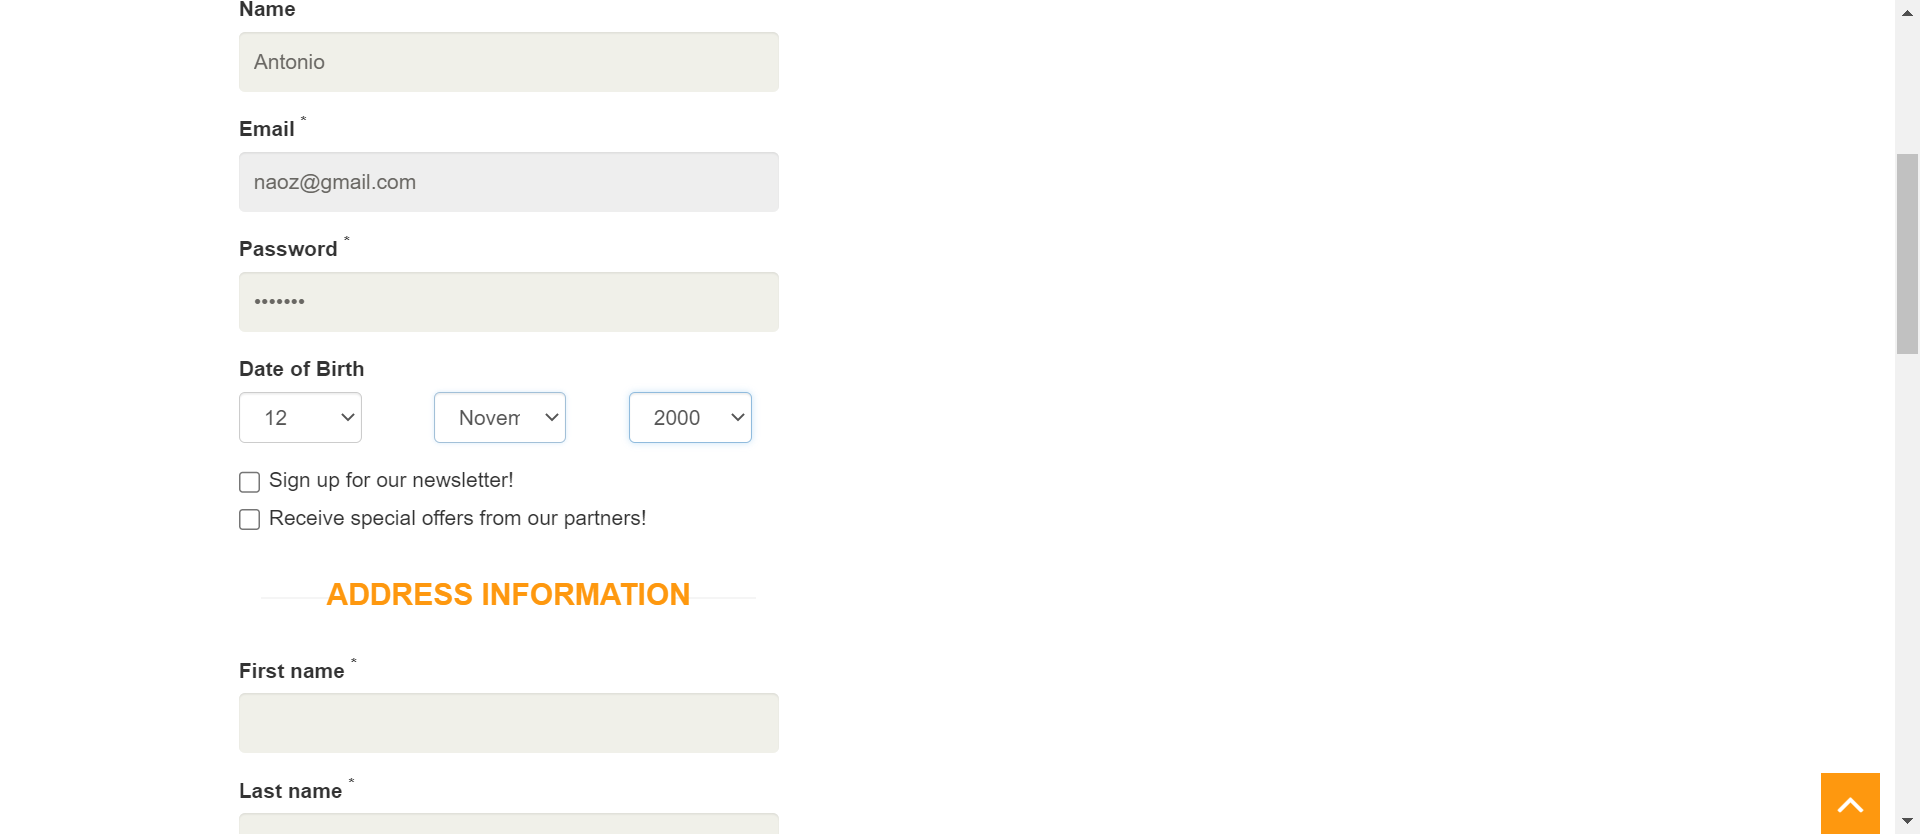 Name
Antonio
Email *
naoz@gmail.com
Password *
•••••••
Date of Birth
12 Novem 2000
Sign up for our newsletter!
Receive special offers from our partners!
ADDRESS INFORMATION
First name *
Last name *